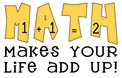 MATH
1 + 1 = 2
MAKES YOUR
LIFE ADD UP!